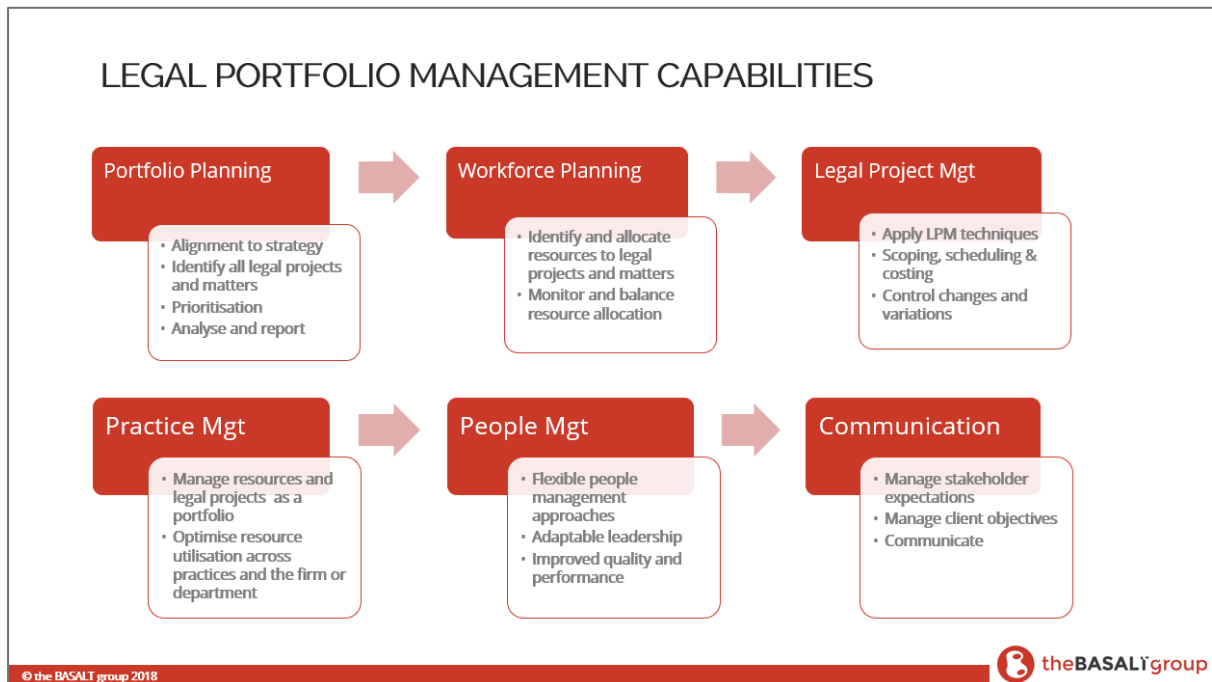 LEGAL PORTFOLIO MANAGEMENT CAPABILITIES
Portfolio Planning
• Alignment to strategy
• Identify all legal projects
and matters
• Prioritisation
• Analyse and report
Workforce Planning
• Identify and allocate
resources to legal
projects and matters
• Monitor and balance
resource allocation
Legal Project Mgt
• Apply LPM techniques
• Scoping, scheduling &
costing
• Control changes and
variations
Practice Mgt
• Manage resources and
legal projects as a
portfolio
• Optimise resource
utilisation across
practices and the firm or
department
People Mgt
• Flexible people
management
approaches
• Adaptable leadership
• Improved quality and
performance
Communication
• Manage stakeholder
expectations
• Manage client objectives
• Communicate
© the BASALT group 2018
theBASALTgroup